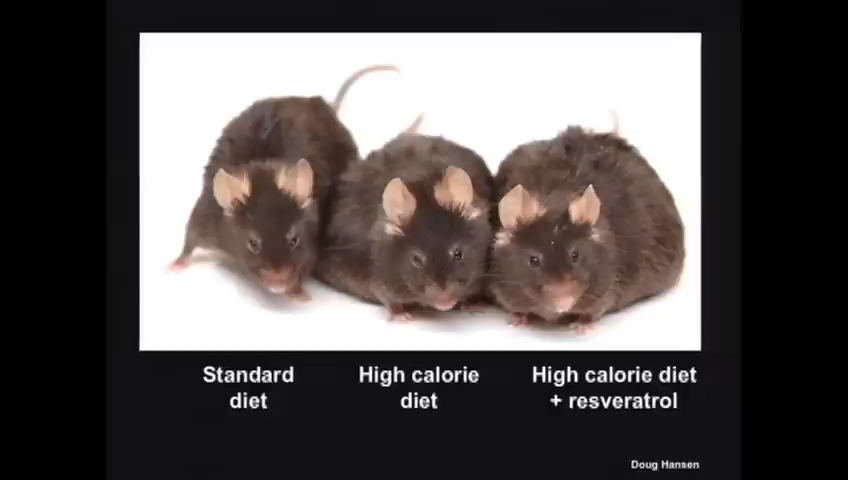 Standard
diet
High calorie
diet
High calorie diet
+ resveratrol
Doug Hansen